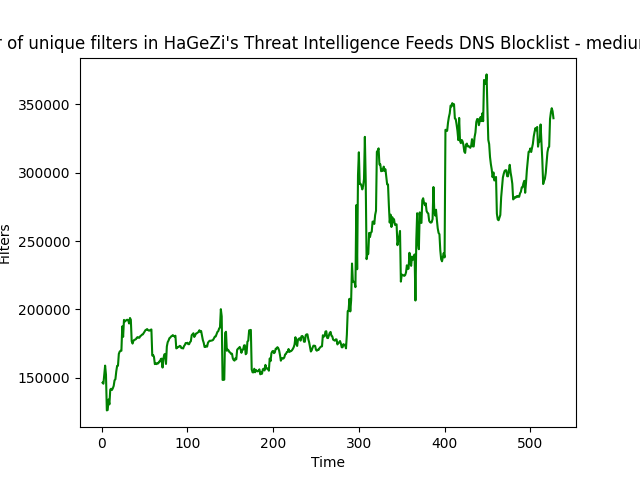 r of unique filters in HaGeZi's Threat Intelligence Feeds DNS Blocklist - mediu
350000
300000
250000
200000
150000
Filters
0 100 200 300 400 500
Time